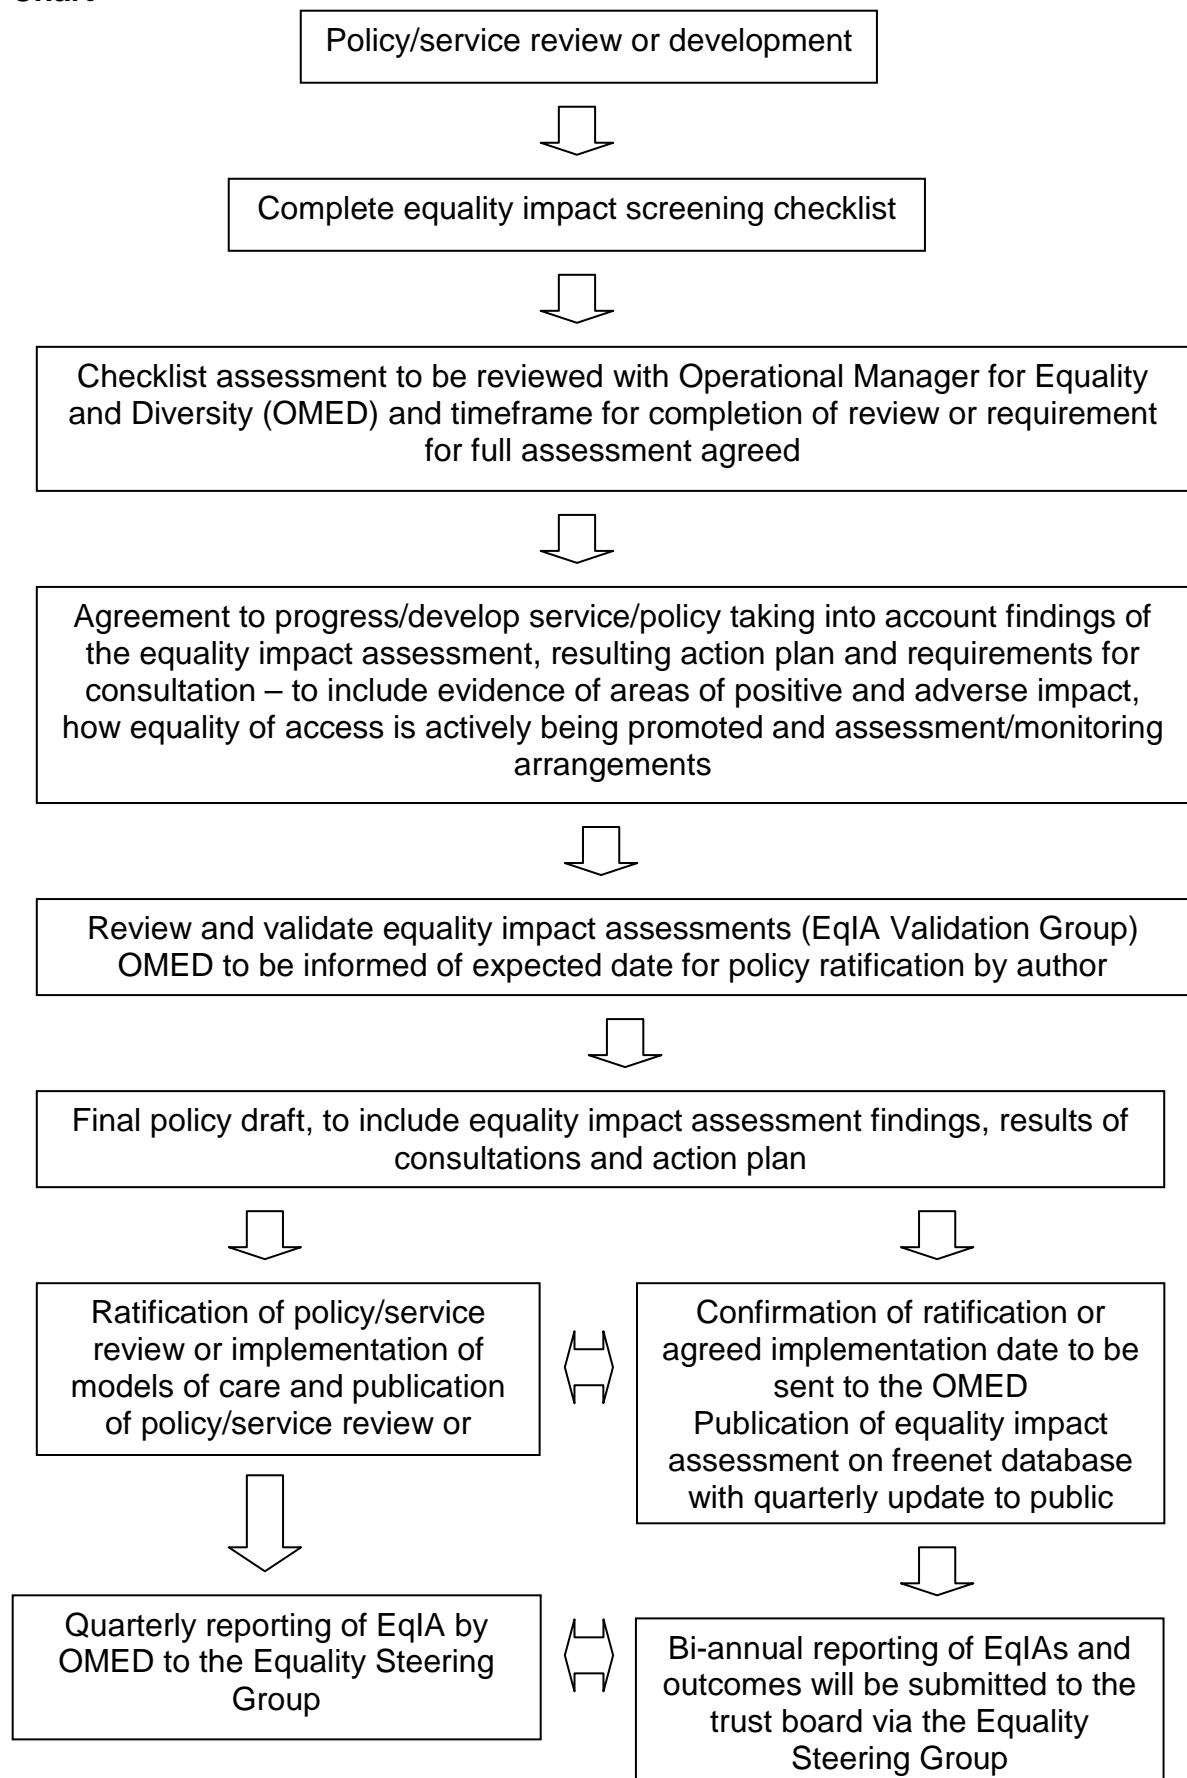 Policy/service review or development
Complete equality impact screening checklist
Checklist assessment to be reviewed with Operational Manager for Equality
and Diversity (OMED) and timeframe for completion of review or requirement
for full assessment agreed
Agreement to progress/develop service/policy taking into account findings of
the equality impact assessment, resulting action plan and requirements for
consultation – to include evidence of areas of positive and adverse impact,
how equality of access is actively being promoted and assessment/monitoring
arrangements
Review and validate equality impact assessments (EqIA Validation Group)
OMED to be informed of expected date for policy ratification by author
Final policy draft, to include equality impact assessment findings, results of
consultations and action plan
Ratification of policy/service
review or implementation of
models of care and publication
of policy/service review or
Confirmation of ratification or
agreed implementation date to be
sent to the OMED
Publication of equality impact
assessment on freenet database
with quarterly update to public
Quarterly reporting of EqIA by
OMED to the Equality Steering
Group
Bi-annual reporting of EqIAs and
outcomes will be submitted to the
trust board via the Equality
Steering Group